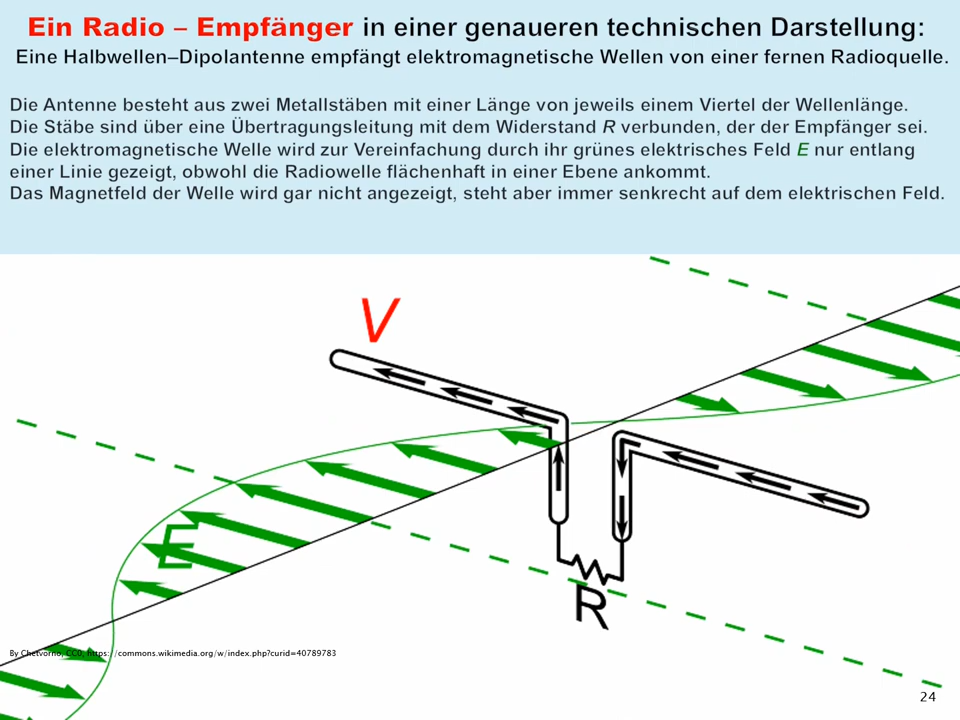 Ein Radio – Empfänger in einer genaueren technischen Darstellung:
Eine Halbwellen–Dipolantenne empfängt elektromagnetische Wellen von einer fernen Radioquelle.
Die Antenne besteht aus zwei Metallstäben mit einer Länge von jeweils einem Viertel der Wellenlänge.
Die Stäbe sind über eine Übertragungsleitung mit dem Widerstand R verbunden, der der Empfänger sei.
Die elektromagnetische Welle wird zur Vereinfachung durch ihr grünes elektrisches Feld E nur entlang
einer Linie gezeigt, obwohl die Radiowelle flächenhaft in einer Ebene ankommt.
Das Magnetfeld der Welle wird gar nicht angezeigt, steht aber immer senkrecht auf dem elektrischen Feld.
V
E
R
By Chetvorno, CC0, https://commons.wikimedia.org/w/index.php?curid=40789783
24